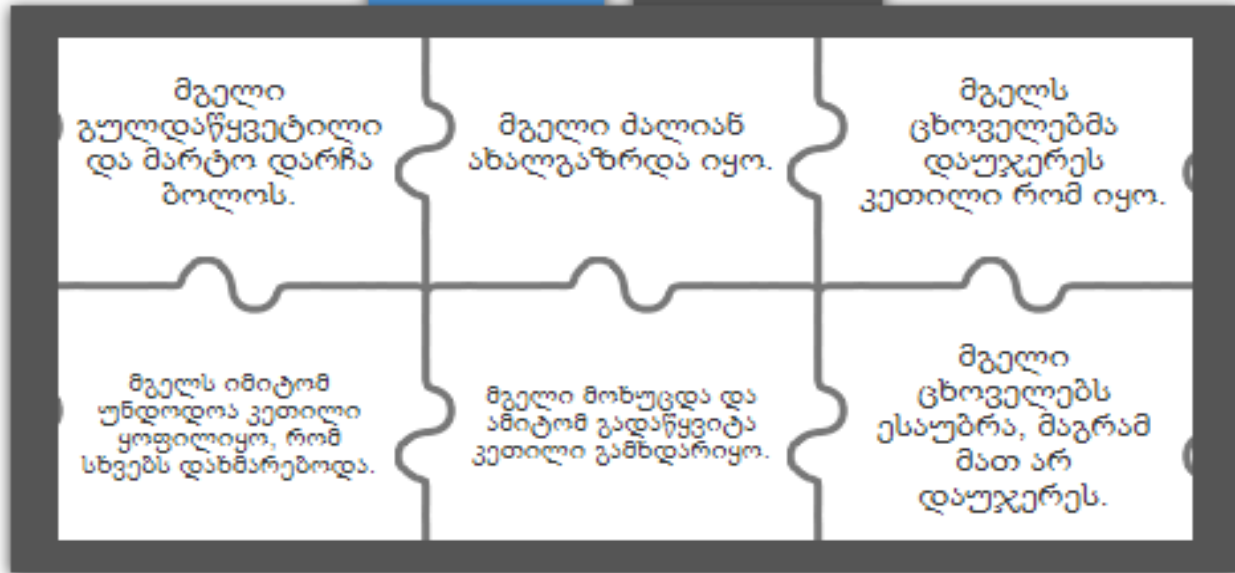 მგელი
გულდაწყვეტილი
და მარტო დარჩა
ბოლოს.
მგელი ძალიან
ახალგაზრდა იყო.
მგელს
ცხოველებმა
დაუჯერეს
კეთილი რომ იყო.
მგელს იმიტომ
უნდოდოა კეთილი
ყოფილიყო, რომ
სხვებს დახმარებოდა.
მგელი მოხუცდა და
ამიტომ გადაწყვიტა
კეთილი გამხდარიყო.
მგელი
ცხოველებს
ესაუბრა, მაგრამ
მათ არ
დაუჯერეს.